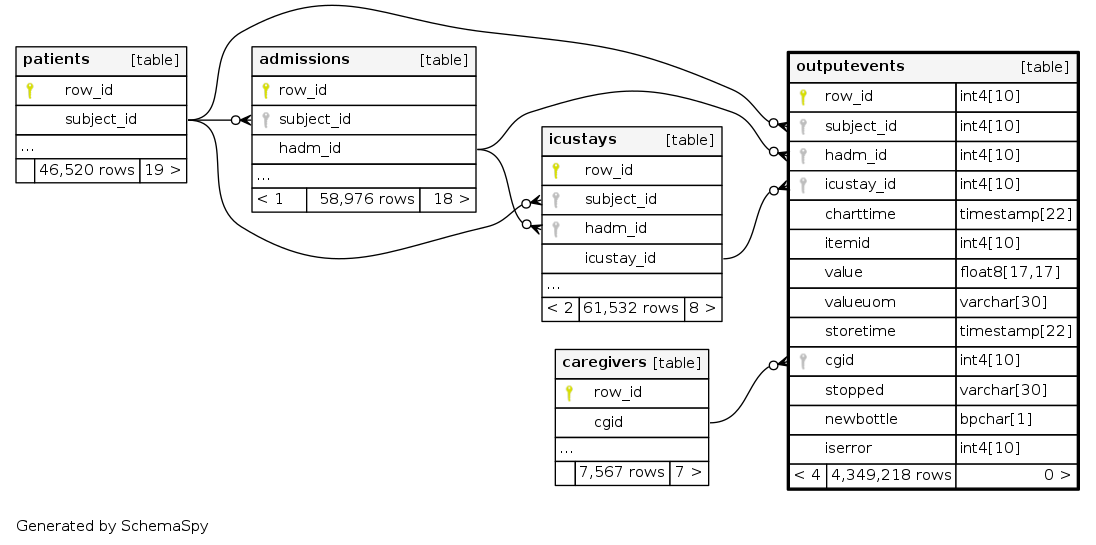 patients [table]
row_id
subject_id
...
46,520 rows 19 >
admissions [table]
row_id
subject_id
hadm_id
...
< 1 58,976 rows 18 >
icustays [table]
row_id
subject_id
hadm_id
icustay_id
...
< 2 61,532 rows 8 >
caregivers [table]
row_id
cgid
...
7,567 rows 7 >
outputevents [table]
row_id int4[10]
subject_id int4[10]
hadm_id int4[10]
icustay_id int4[10]
charttime timestamp[22]
itemid int4[10]
value float8[17,17]
valueuom varchar[30]
storetime timestamp[22]
cgid int4[10]
stopped varchar[30]
newbottle bpchar[1]
iserror int4[10]
< 4 4,349,218 rows 0 >
Generated by SchemaSpy